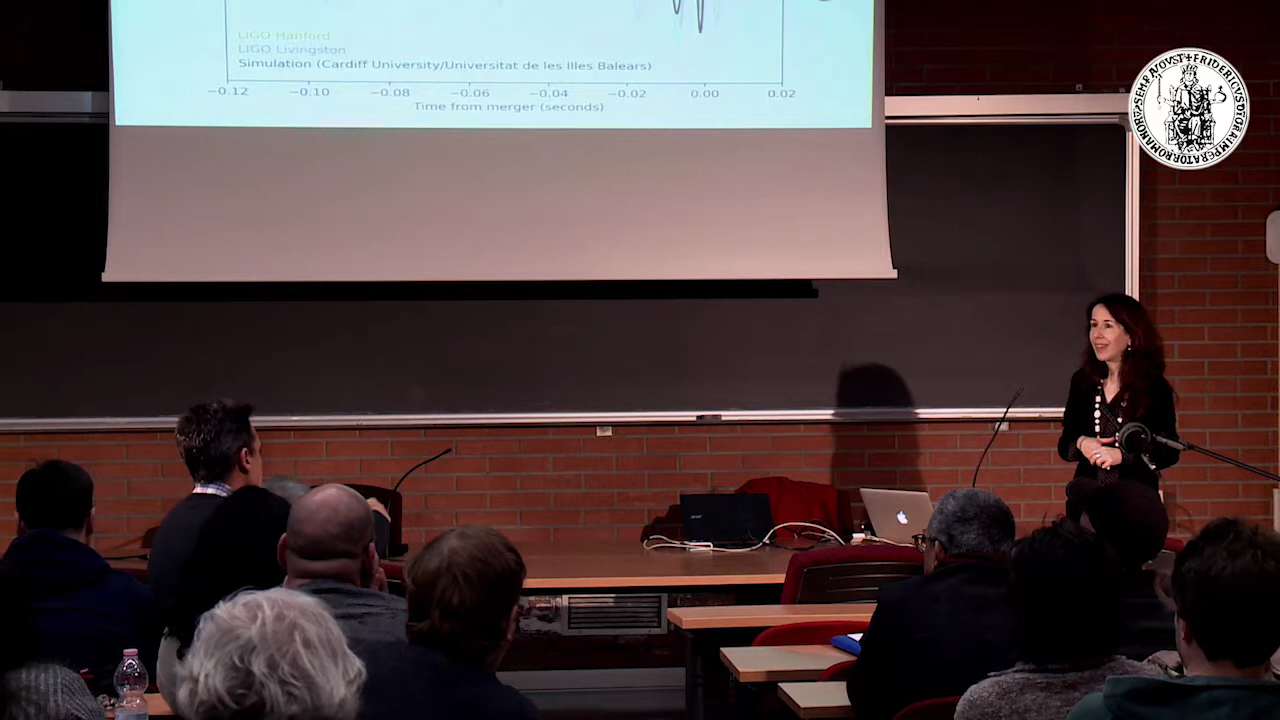 LIGO Hanford
LIGO Livingston
Simulation (Cardiff University/Universitat de les Illes Balears)
−0.12 −0.10 −0.08 −0.06 −0.04 −0.02 0.00 0.02
Time from merger (seconds)